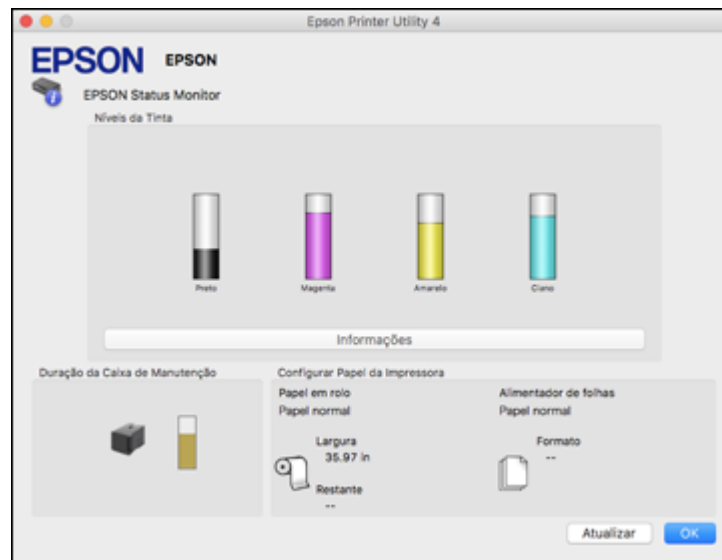 Epson Printer Utility 4
EPSON EPSON
EPSON Status Monitor
Níveis da Tinta
Preto Magenta Amarelo Ciano
Informações
Duração da Caixa de Manutenção
Configurar Papel da Impressora
Papel em rolo
Papel normal
Largura
35.97 in
Restante
--
Alimentador de folhas
Papel normal
Formato
--
Atualizar OK